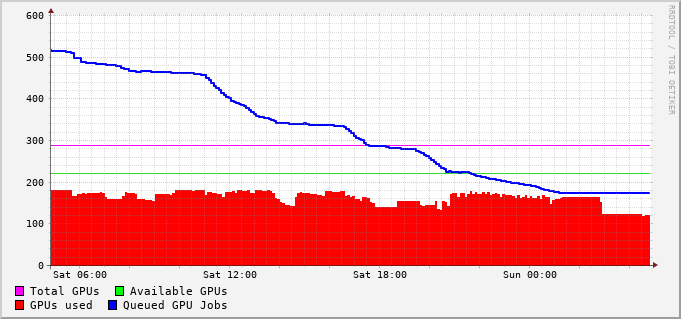 600
500
400
300
200
100
0
Sat 06:00 Sat 12:00 Sat 18:00 Sun 00:00
Total GPUs Available GPUs
GPUs used Queued GPU Jobs
RRDTOOL / TOBI OETIKER